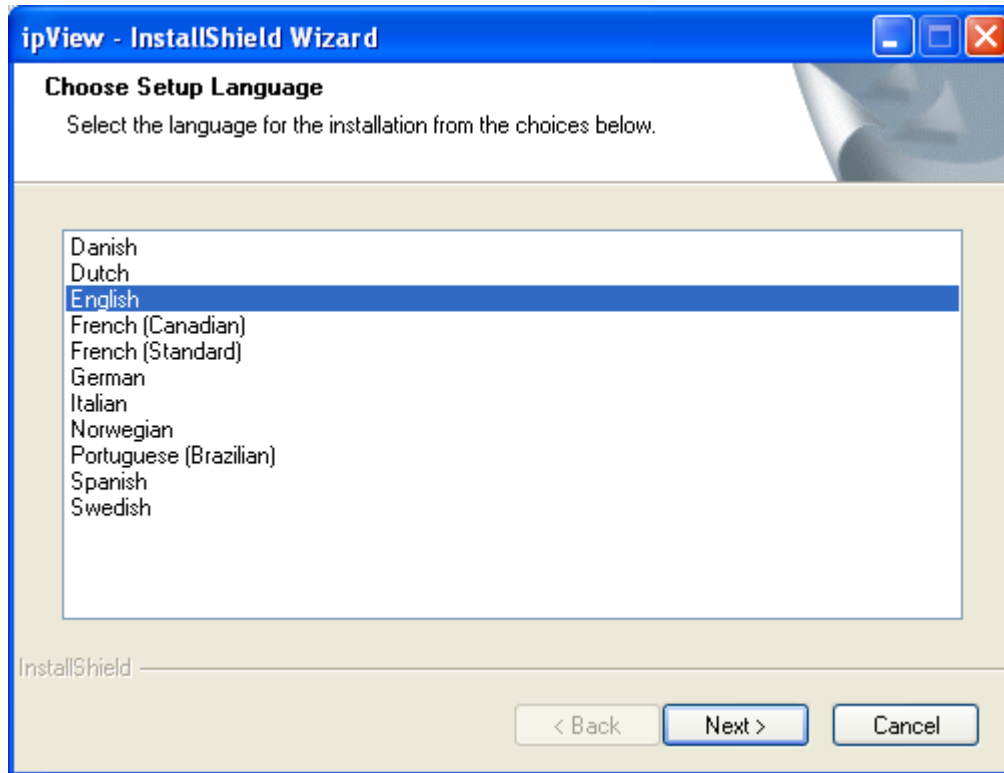 ipView - InstallShield Wizard
Choose Setup Language
Select the language for the installation from the choices below.
Danish
Dutch
English
French (Canadian)
French (Standard)
German
Italian
Norwegian
Portuguese (Brazilian)
Spanish
Swedish
InstallShield
< Back Next > Cancel